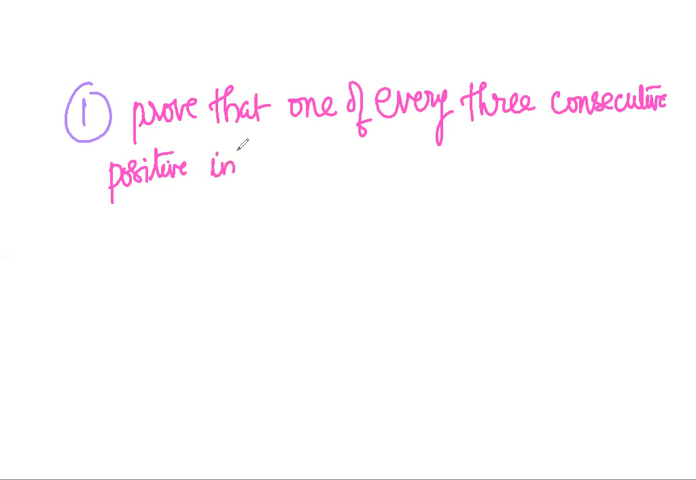 ① prove that one of every three consecutive
positive in